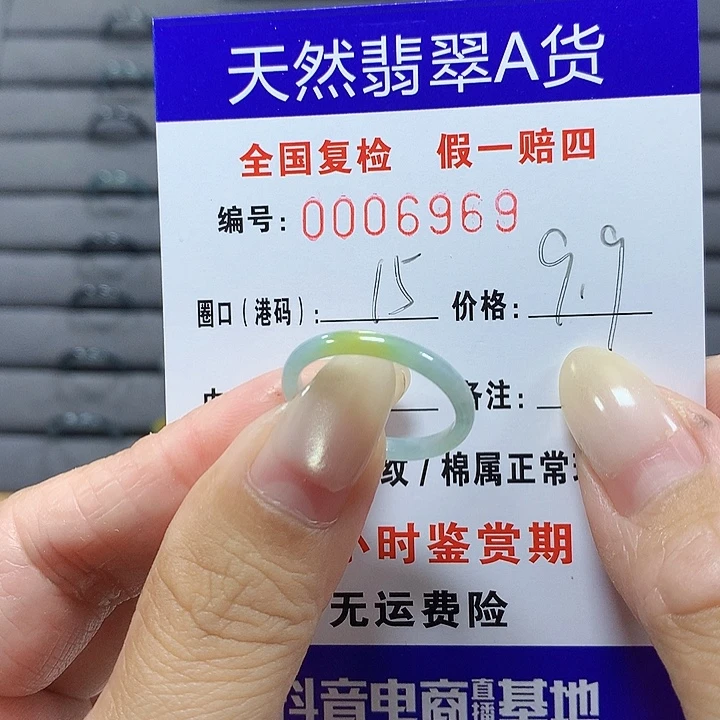 天然翡翠A货
全国复检 假一赔四
编号: 0006969
圈口(港码): 15 价格: 9.9
备注:
纹/棉属正常
小时鉴赏期
无运费险
抖音电商直播基地